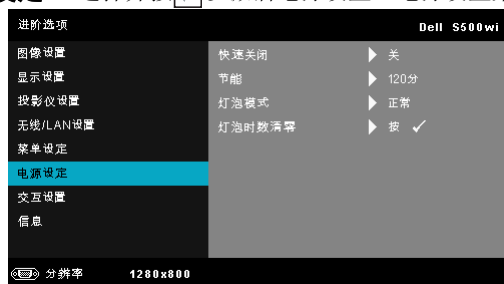 进阶选项 Dell S500wi
图像设置
显示设置
投影仪设置
无线/LAN设置
菜单设定
电源设定
交互设置
信息
快速关闭 关
节能 120分
灯泡模式 正常
灯泡时数清零 按
分辨率 1280x800